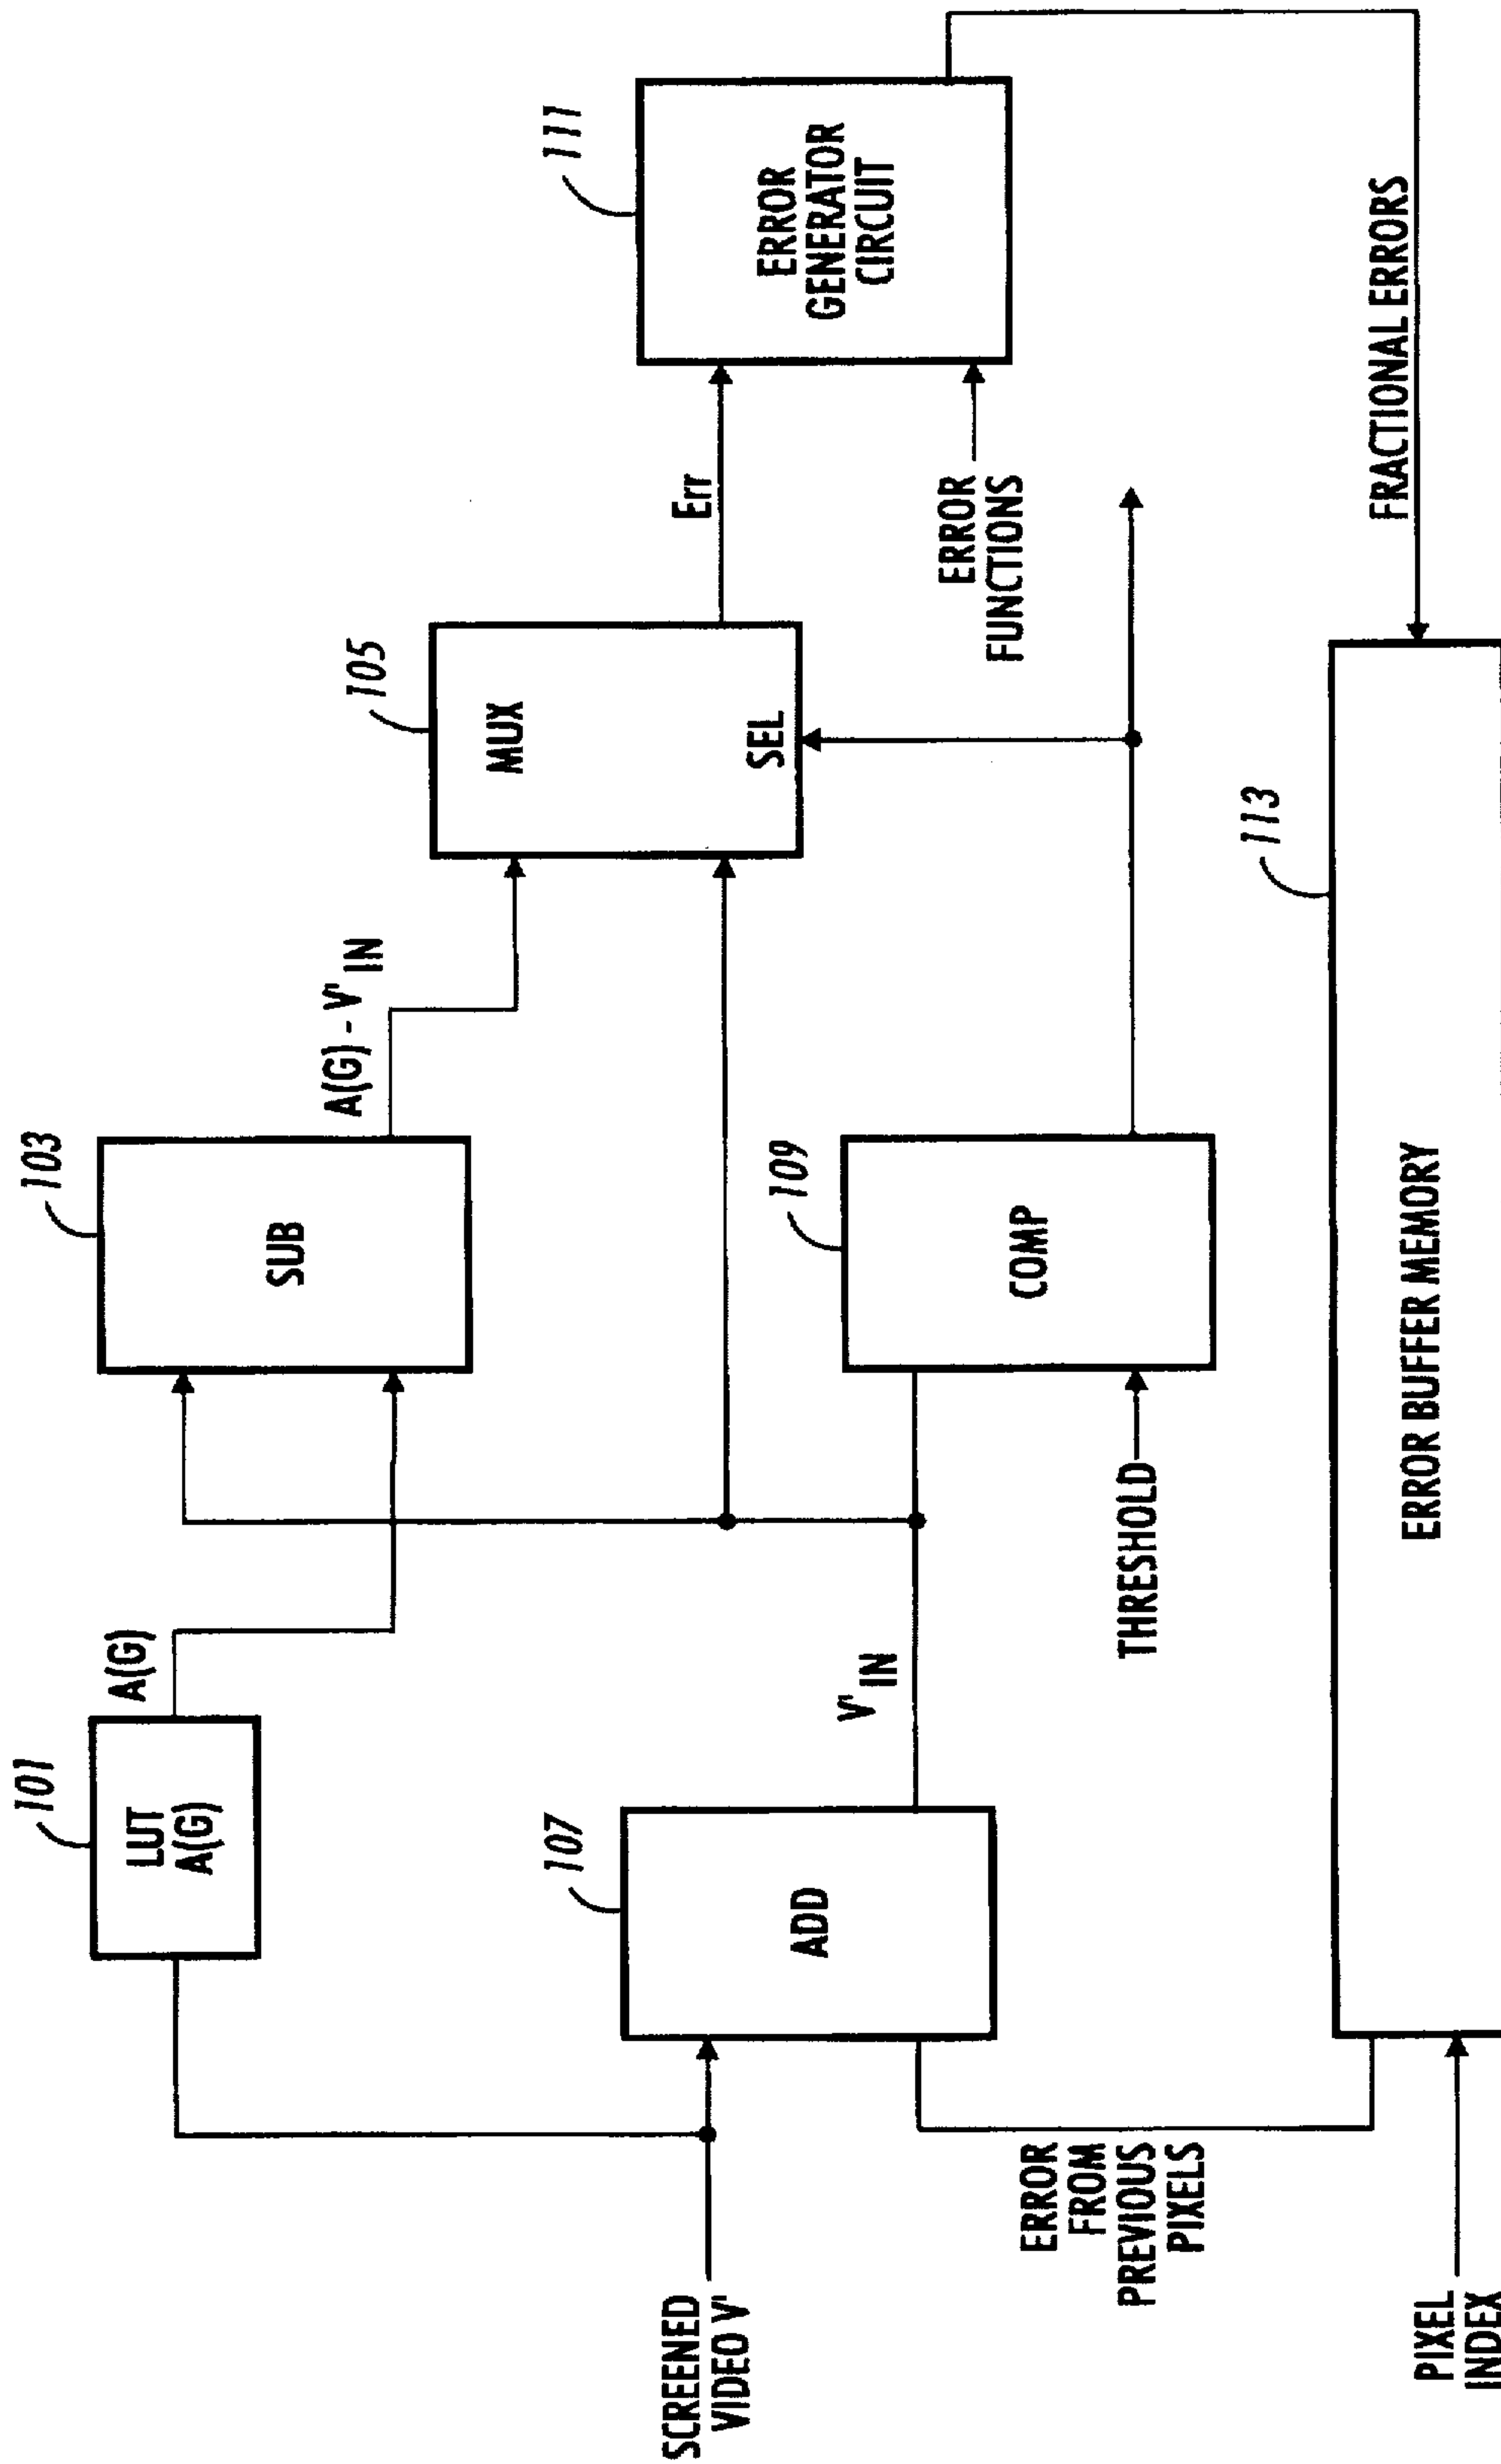 101
LUT
A(G)
A(G)
103
SUB
A(G) - V'IN
105
MUX
SEL
Err
111
ERROR
GENERATOR
CIRCUIT
ERROR
FUNCTIONS
SCREENED
VIDEO V'
107
ADD
V'IN
109
COMP
THRESHOLD
ERROR
FROM
PREVIOUS
PIXELS
113
ERROR BUFFER MEMORY
FRACTIONAL ERRORS
PIXEL
INDEX